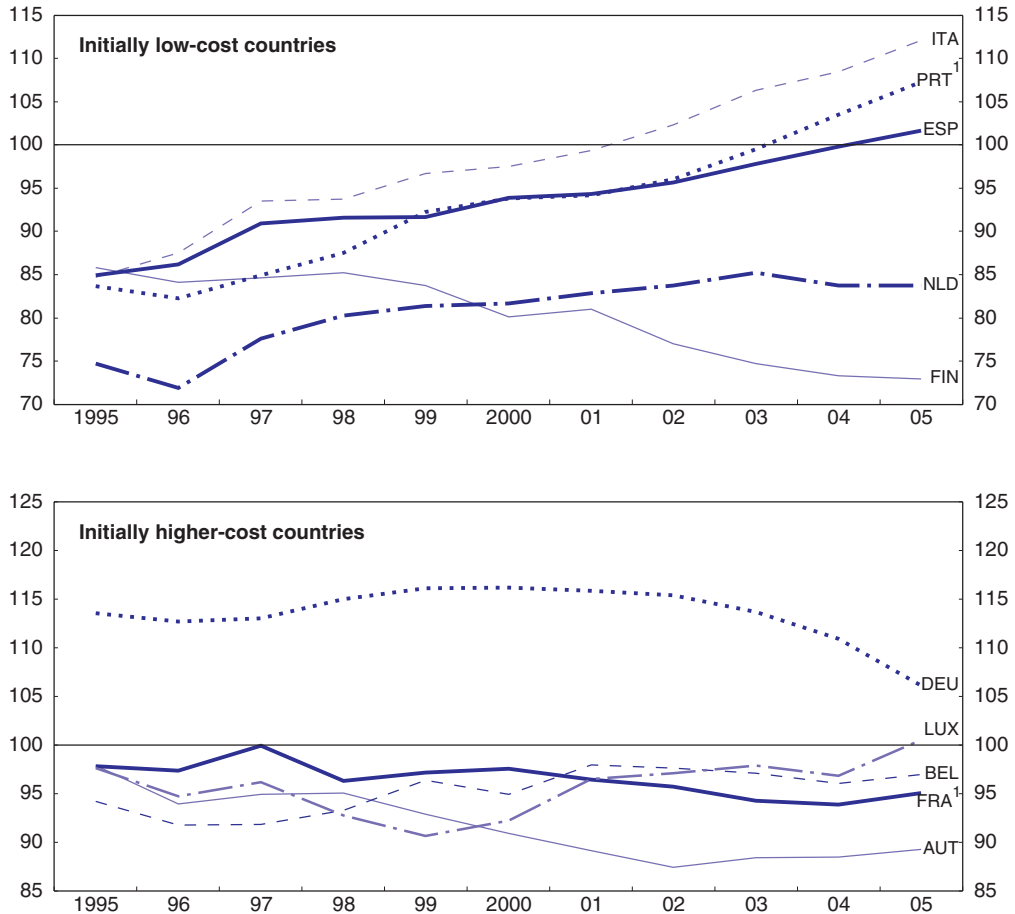 115 115
Initially low-cost countries
ITA
110 110
PRT1
105 105
ESP
100 100
95 95
90 90
85 85
NLD
80 80
75 75
FIN
70 70
1995 96 97 98 99 2000 01 02 03 04 05
125 125
Initially higher-cost countries
120 120
115 115
110 110
DEU
105 105
LUX
100 100
BEL
95 95
FRA1
90 90
AUT
85 85
1995 96 97 98 99 2000 01 02 03 04 05